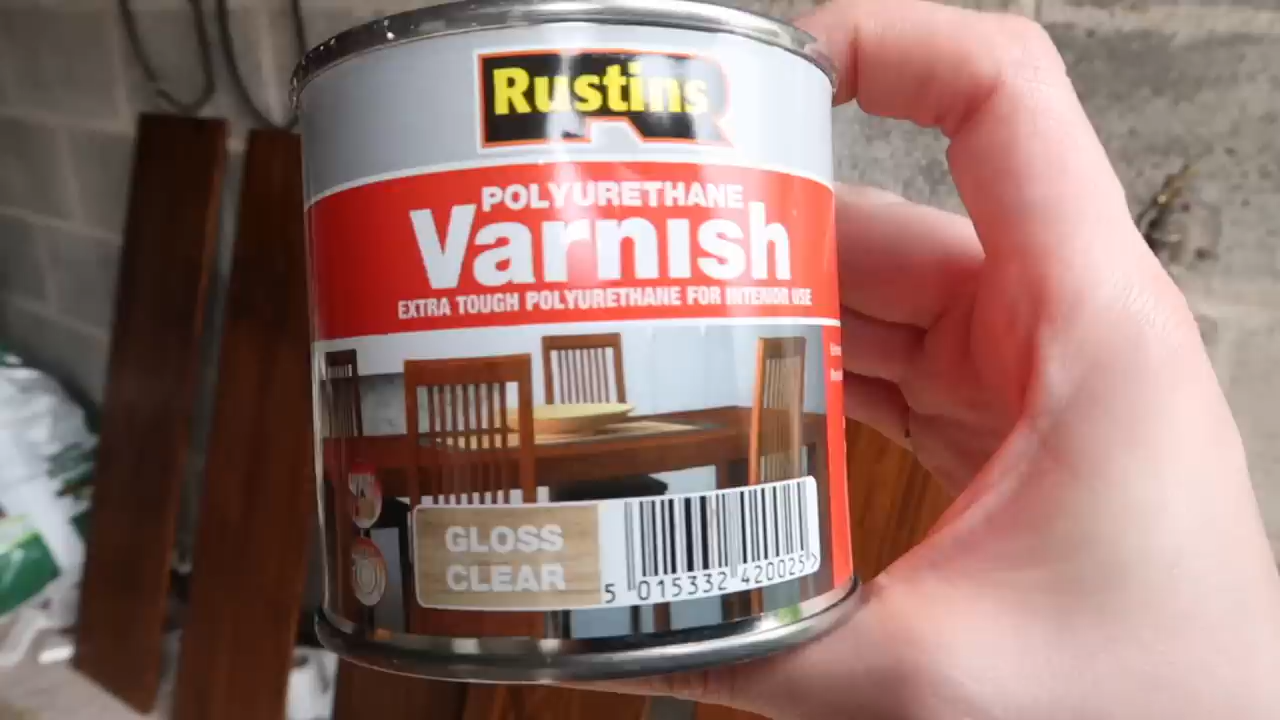 Rustins
POLYURETHANE
Varnish
EXTRA TOUGH POLYURETHANE FOR INTERIOR USE
GLOSS
CLEAR
5 015332 420025 >